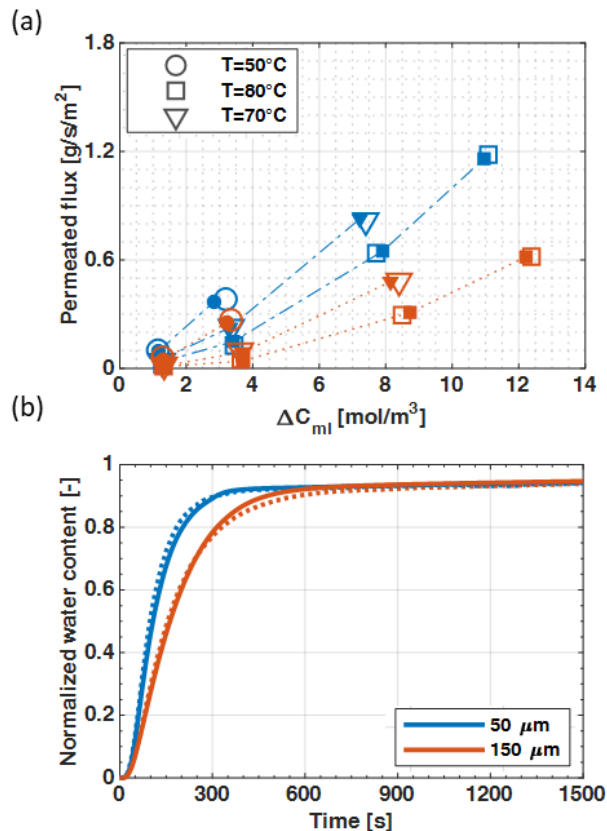 (a)
1.8
1.2
0.6
0
Permeated flux [g/s/m²]
T=50°C
T=80°C
T=70°C
0 2 4 6 8 10 12 14
ΔC_ml [mol/m³]
(b)
1
0.8
0.6
0.4
0.2
0
Normalized water content [-]
50 μm
150 μm
0 300 600 900 1200 1500
Time [s]